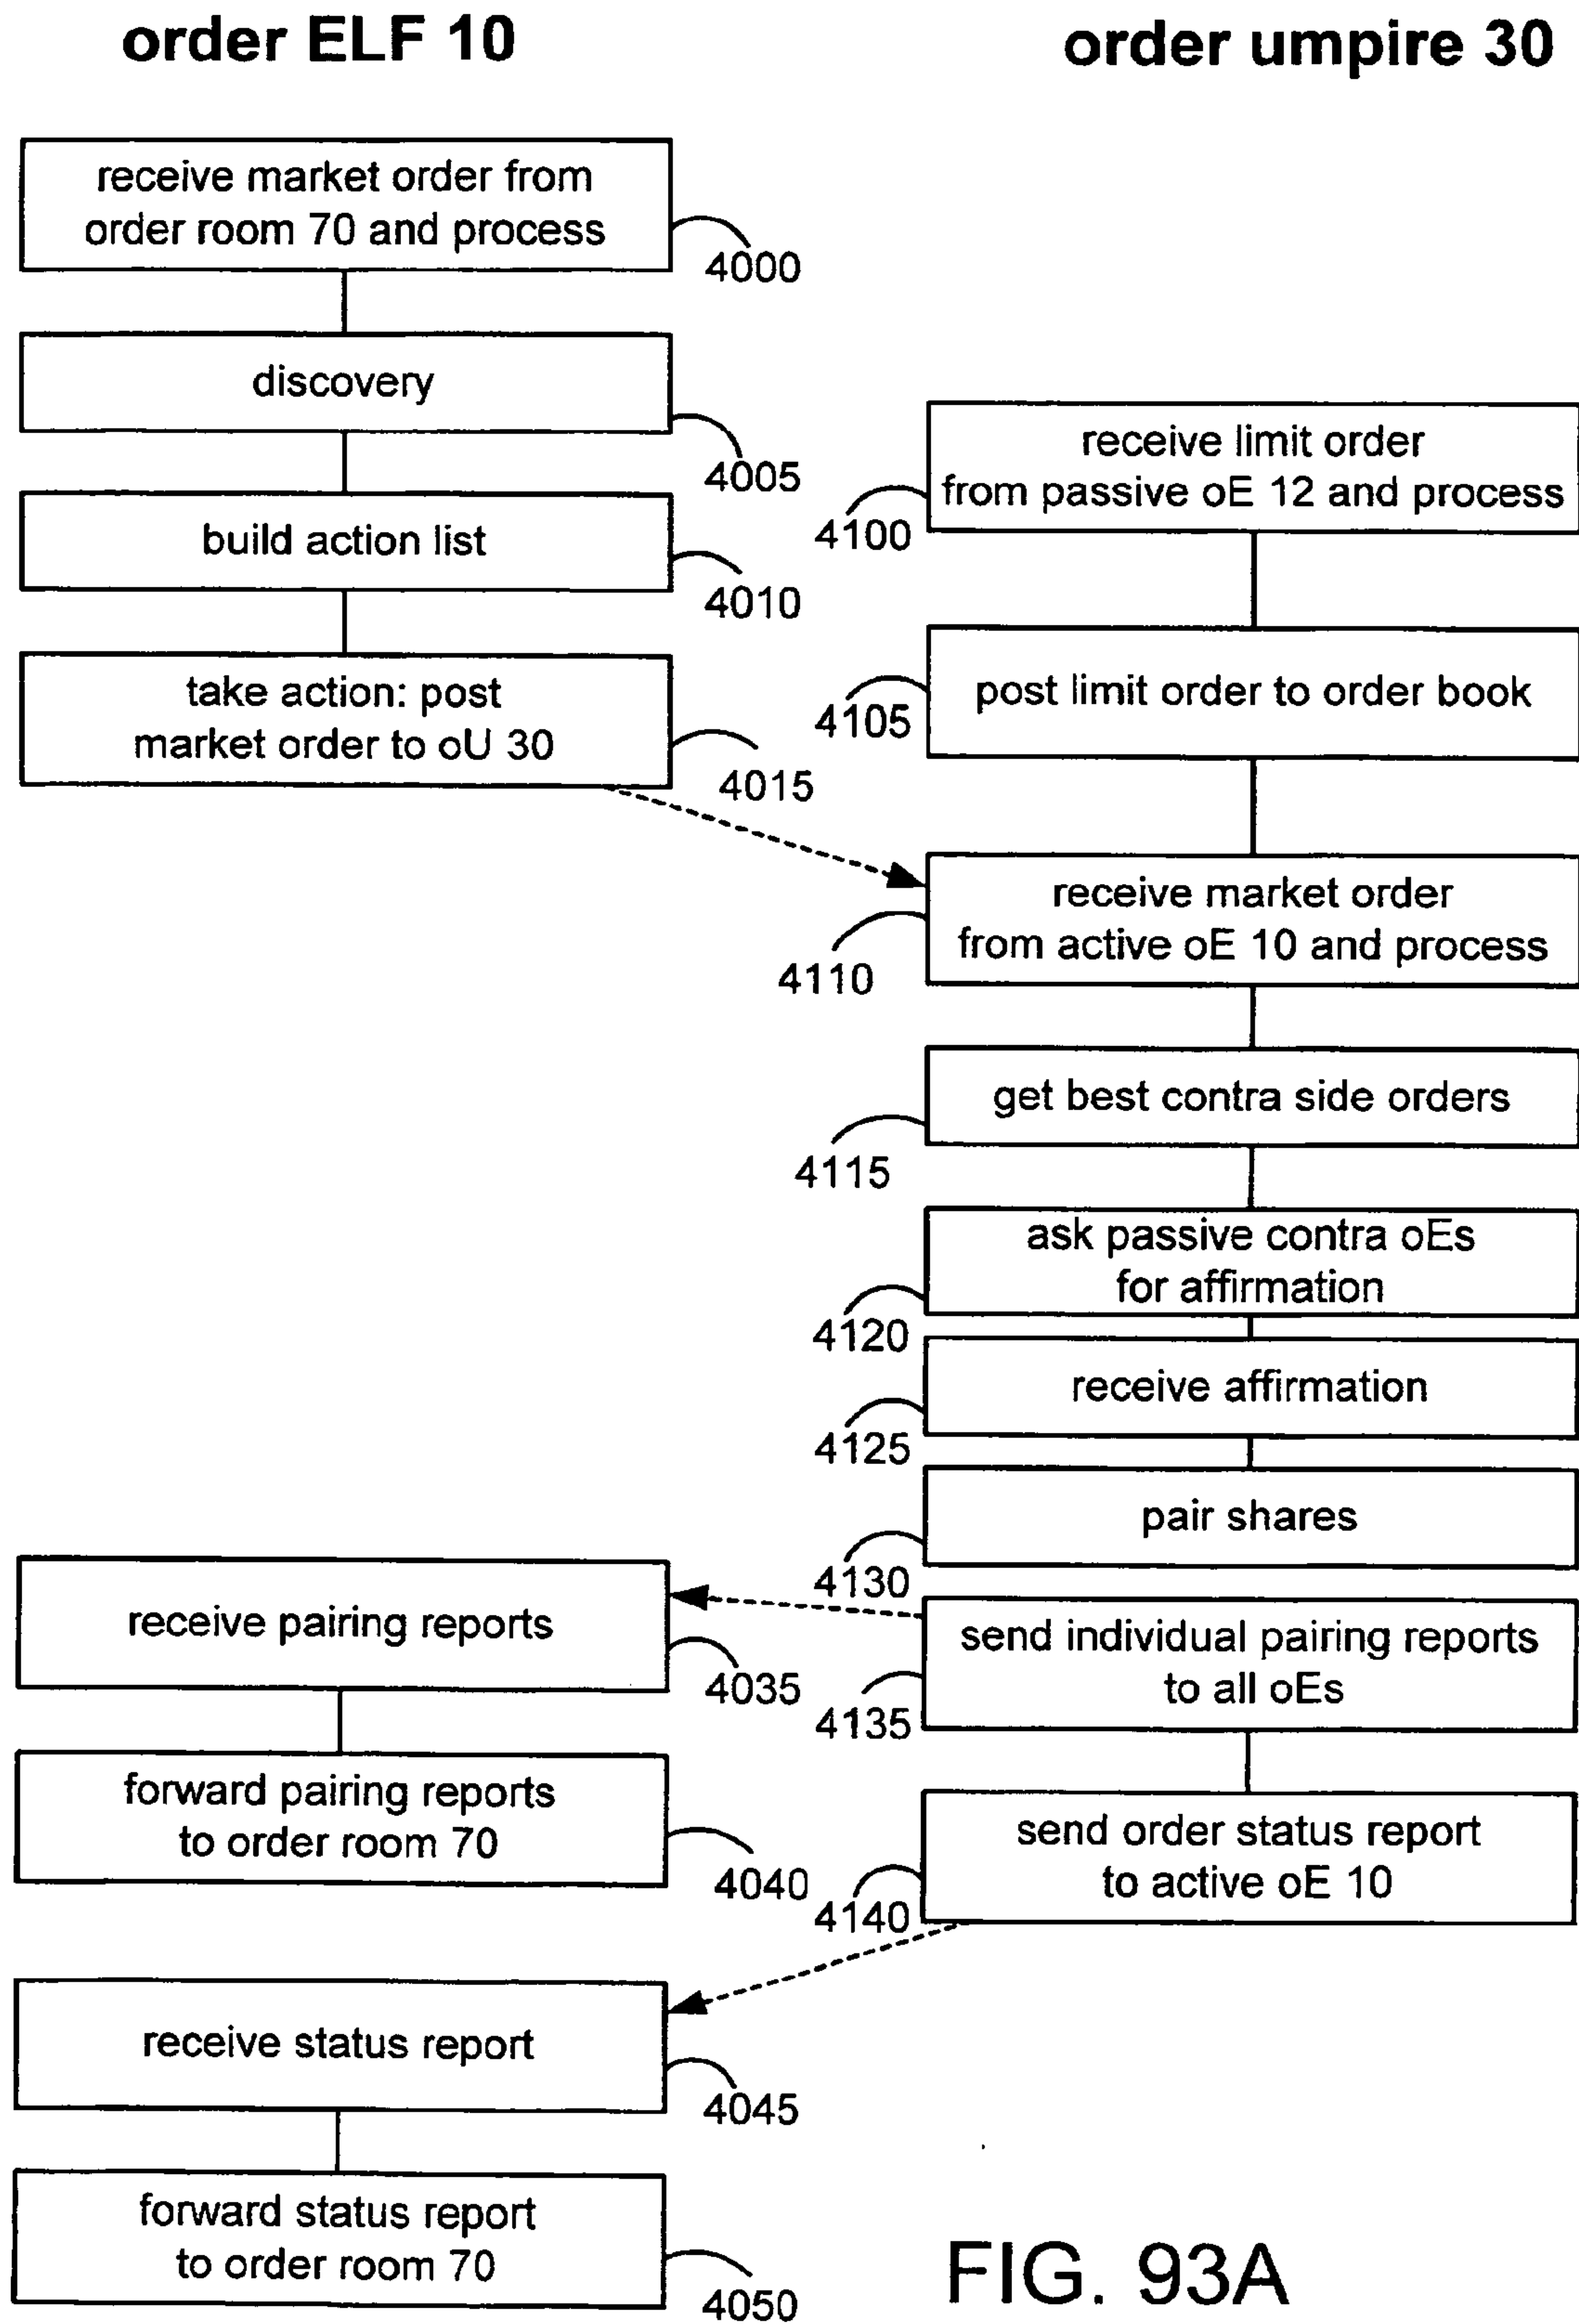 order ELF 10
order umpire 30
receive market order from
order room 70 and process
4000
discovery
4005
build action list
4010
take action: post
market order to oU 30
4015
receive limit order
from passive oE 12 and process
4100
post limit order to order book
4105
receive market order
from active oE 10 and process
4110
get best contra side orders
4115
ask passive contra oEs
for affirmation
4120
receive affirmation
4125
pair shares
4130
send individual pairing reports
to all oEs
4135
send order status report
to active oE 10
4140
receive pairing reports
4035
forward pairing reports
to order room 70
4040
receive status report
4045
forward status report
to order room 70
4050
FIG. 93A